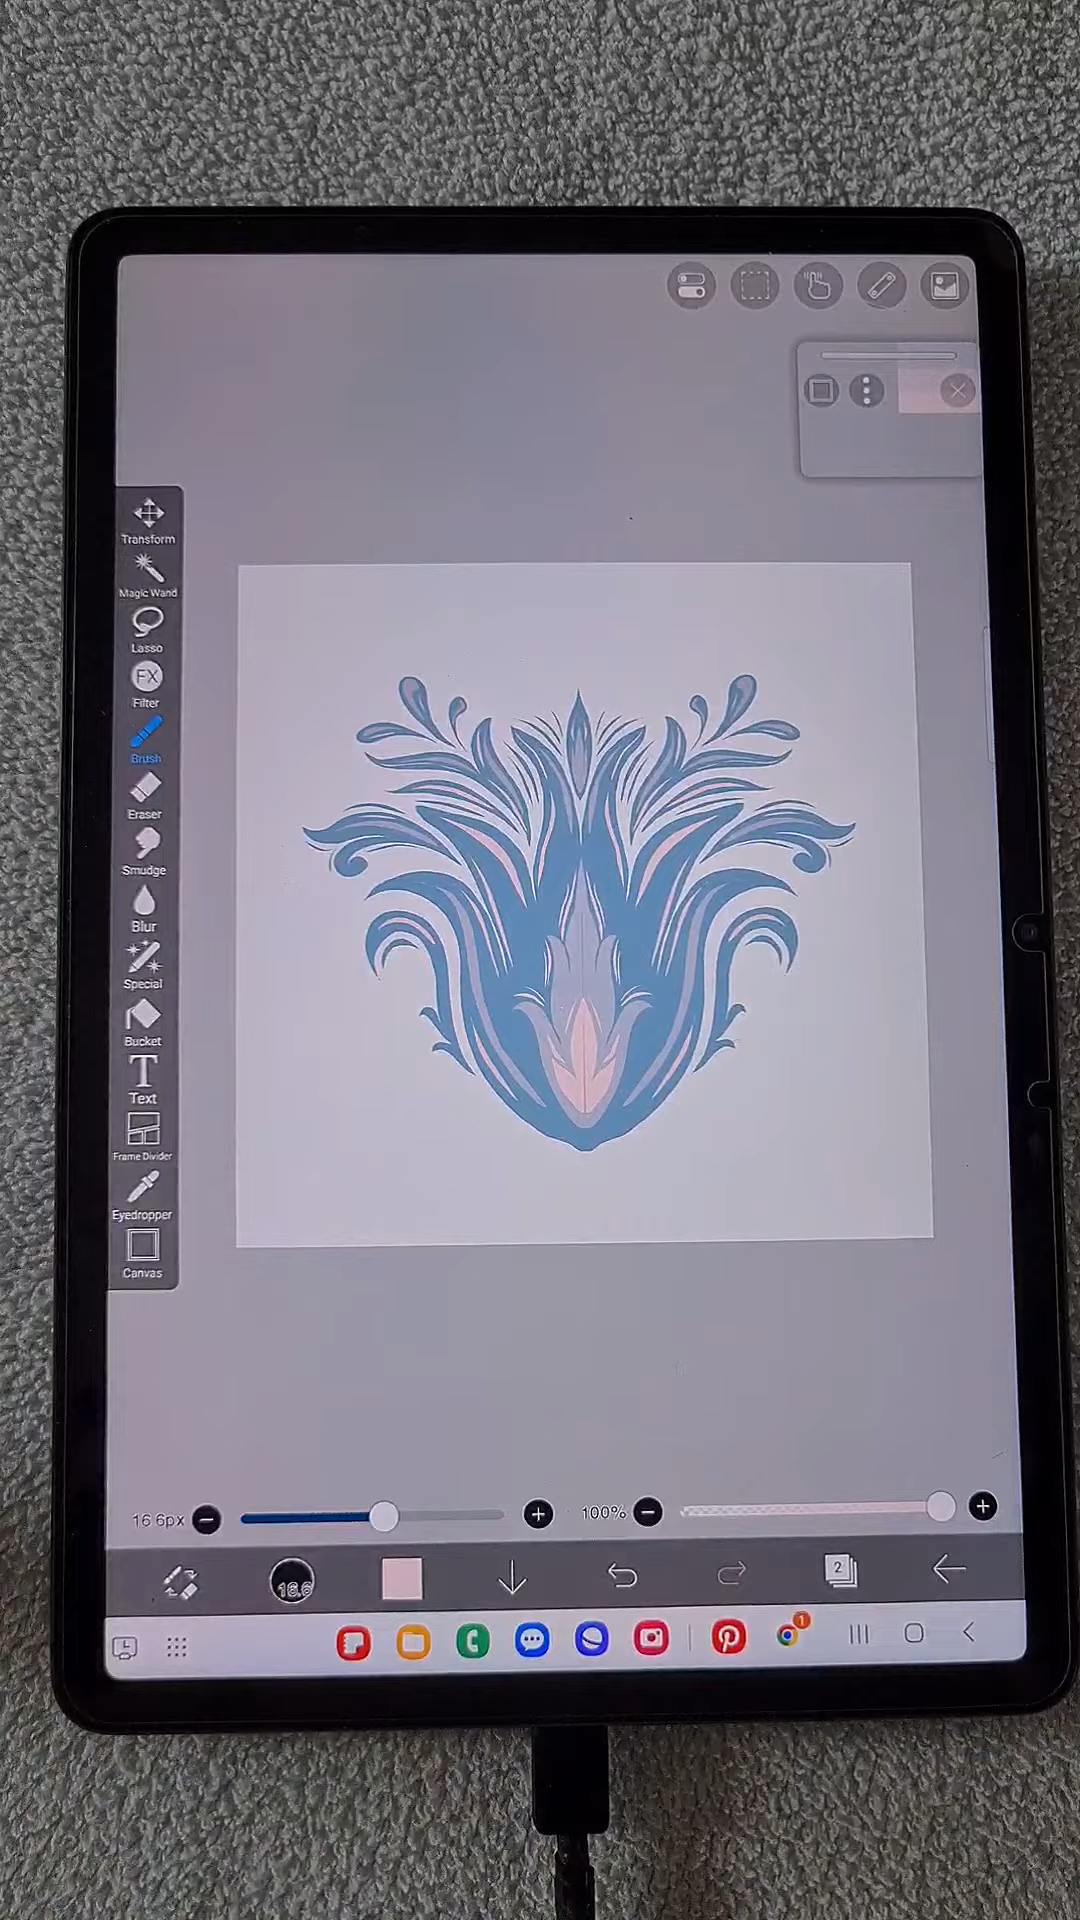 Transform
Magic Wand
Lasso
FX
Filter
Brush
Eraser
Smudge
Blur
Special
Bucket
T
Text
Frame Divider
Eyedropper
Canvas
16.6px
100%
16.6
2
1